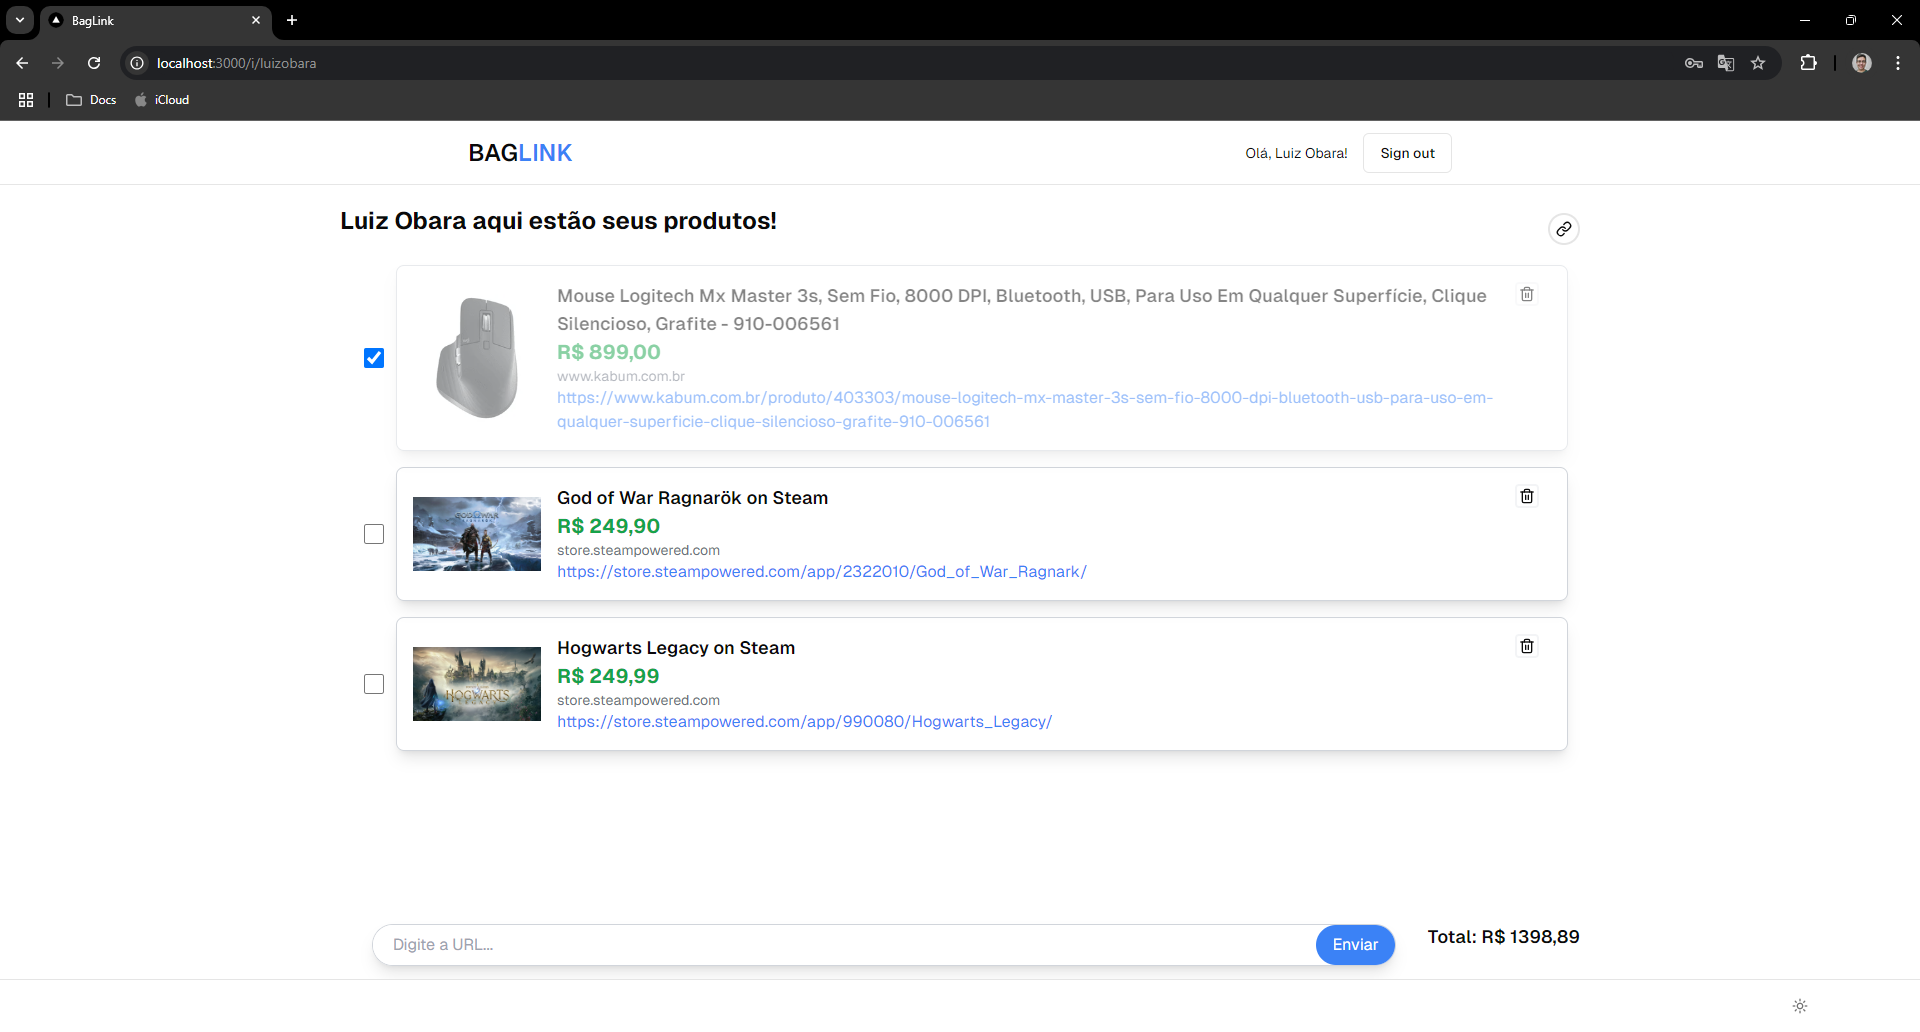 BagLink
localhost:3000/i/luizobara
Docs
iCloud
BAGLINK
Olá, Luiz Obara!
Sign out
Luiz Obara aqui estão seus produtos!
Mouse Logitech Mx Master 3s, Sem Fio, 8000 DPI, Bluetooth, USB, Para Uso Em Qualquer Superfície, Clique
Silencioso, Grafite - 910-006561
R$ 899,00
www.kabum.com.br
https://www.kabum.com.br/produto/403303/mouse-logitech-mx-master-3s-sem-fio-8000-dpi-bluetooth-usb-para-uso-em-
qualquer-superficie-clique-silencioso-grafite-910-006561
GOD OF WAR
God of War Ragnarök on Steam
R$ 249,90
store.steampowered.com
https://store.steampowered.com/app/2322010/God_of_War_Ragnark/
HOGWARTS
Hogwarts Legacy on Steam
R$ 249,99
store.steampowered.com
https://store.steampowered.com/app/990080/Hogwarts_Legacy/
Digite a URL...
Enviar
Total: R$ 1398,89